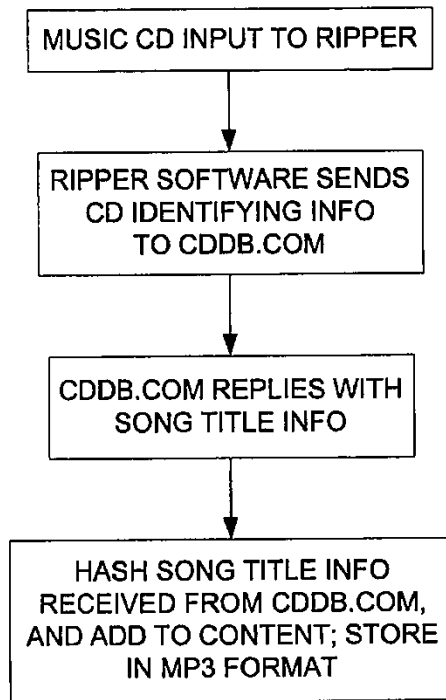 MUSIC CD INPUT TO RIPPER
RIPPER SOFTWARE SENDS
CD IDENTIFYING INFO
TO CDDB.COM
CDDB.COM REPLIES WITH
SONG TITLE INFO
HASH SONG TITLE INFO
RECEIVED FROM CDDB.COM,
AND ADD TO CONTENT; STORE
IN MP3 FORMAT